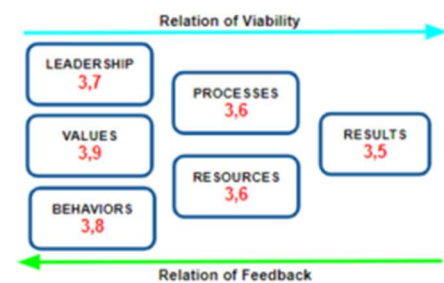 Relation of Viability
LEADERSHIP
3,7
VALUES
3,9
BEHAVIORS
3,8
PROCESSES
3,6
RESOURCES
3,6
RESULTS
3,5
Relation of Feedback